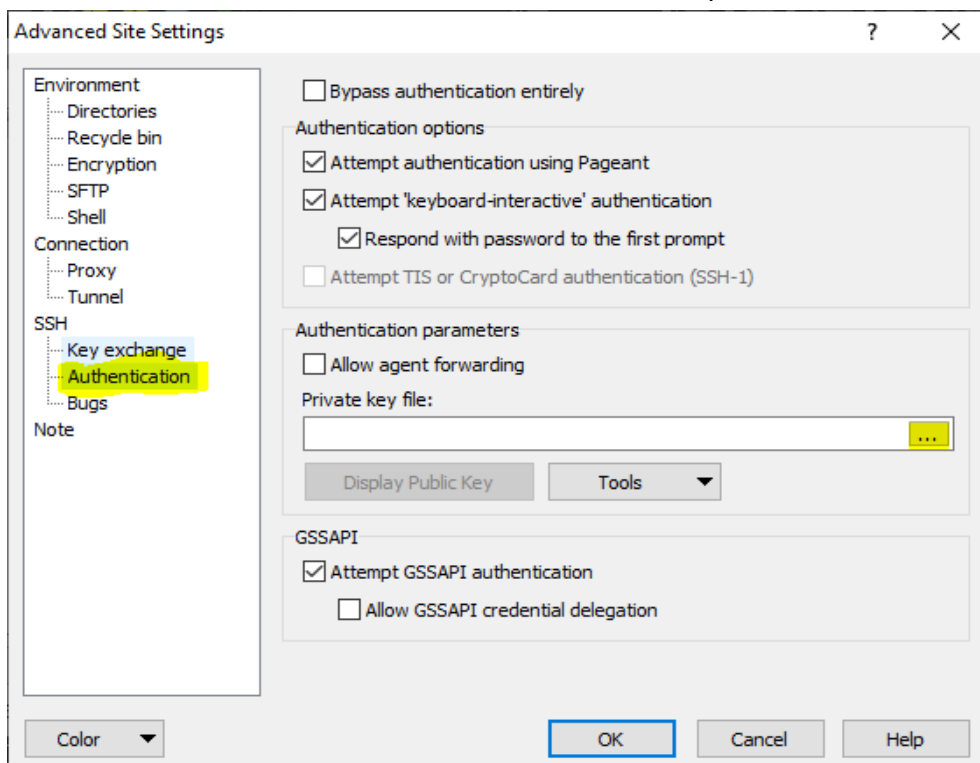 Advanced Site Settings ? ×
Environment
Directories
Recycle bin
Encryption
SFTP
Shell
Connection
Proxy
Tunnel
SSH
Key exchange
Authentication
Bugs
Note
Bypass authentication entirely
Authentication options
Attempt authentication using Pageant
Attempt 'keyboard-interactive' authentication
Respond with password to the first prompt
Attempt TIS or CryptoCard authentication (SSH-1)
Authentication parameters
Allow agent forwarding
Private key file:
...
Display Public Key Tools
GSSAPI
Attempt GSSAPI authentication
Allow GSSAPI credential delegation
Color OK Cancel Help